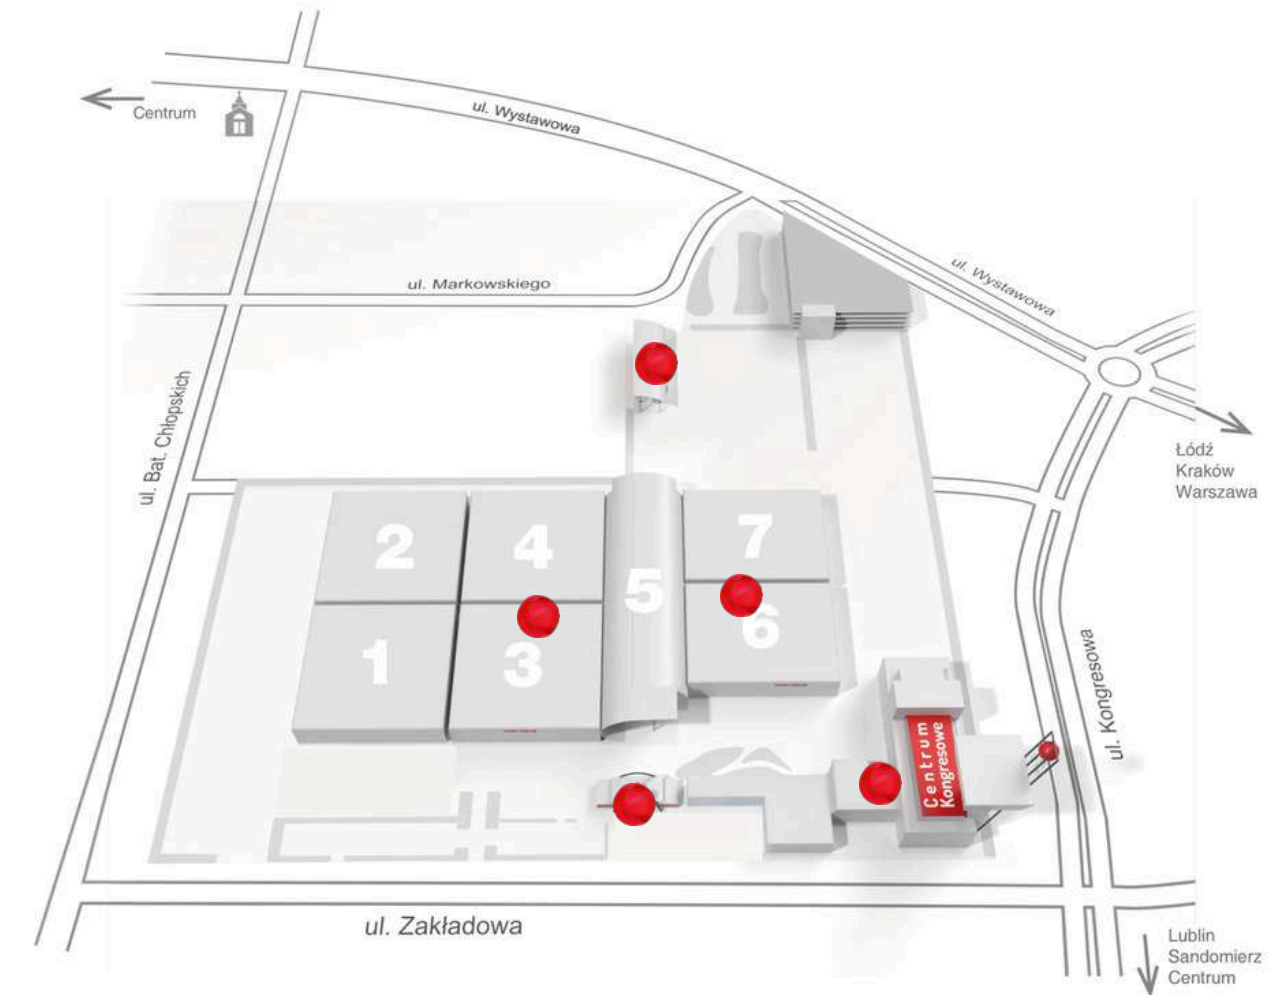 Centrum
ul. Wystawowa
ul. Wystawowa
ul. Markowskiego
ul. Bat. Chłopskich
Łódź
Kraków
Warszawa
2
4
7
5
1
3
6
ul. Kongresowa
Centrum
Kongresowe
ul. Zakładowa
Lublin
Sandomierz
Centrum